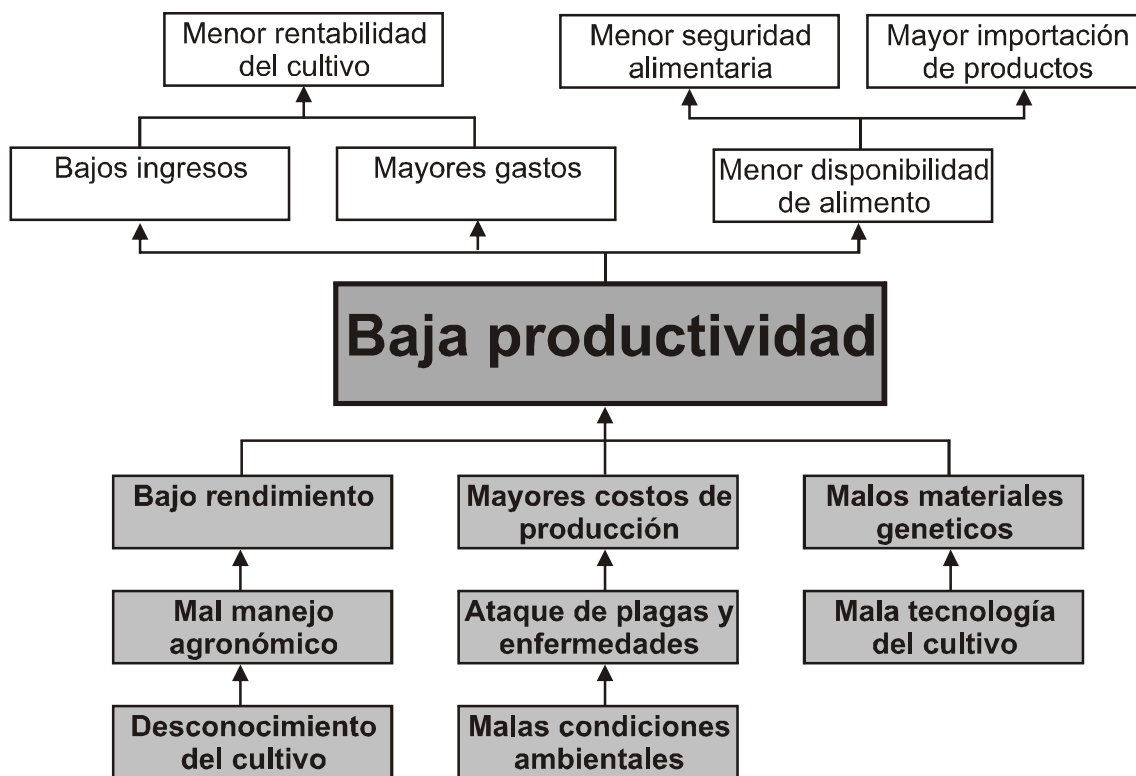 Menor rentabilidad
del cultivo
Menor seguridad
alimentaria
Mayor importación
de productos
Bajos ingresos
Mayores gastos
Menor disponibilidad
de alimento
Baja productividad
Bajo rendimiento
Mayores costos de
producción
Malos materiales
geneticos
Mal manejo
agronómico
Ataque de plagas y
enfermedades
Mala tecnología
del cultivo
Desconocimiento
del cultivo
Malas condiciones
ambientales